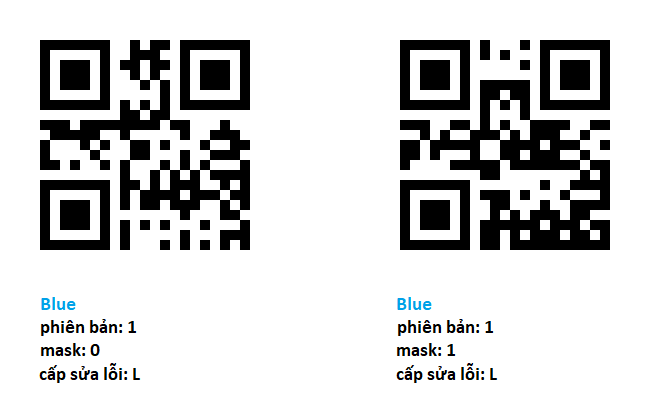 Blue
phiên bản: 1
mask: 0
cấp sửa lỗi: L
Blue
phiên bản: 1
mask: 1
cấp sửa lỗi: L